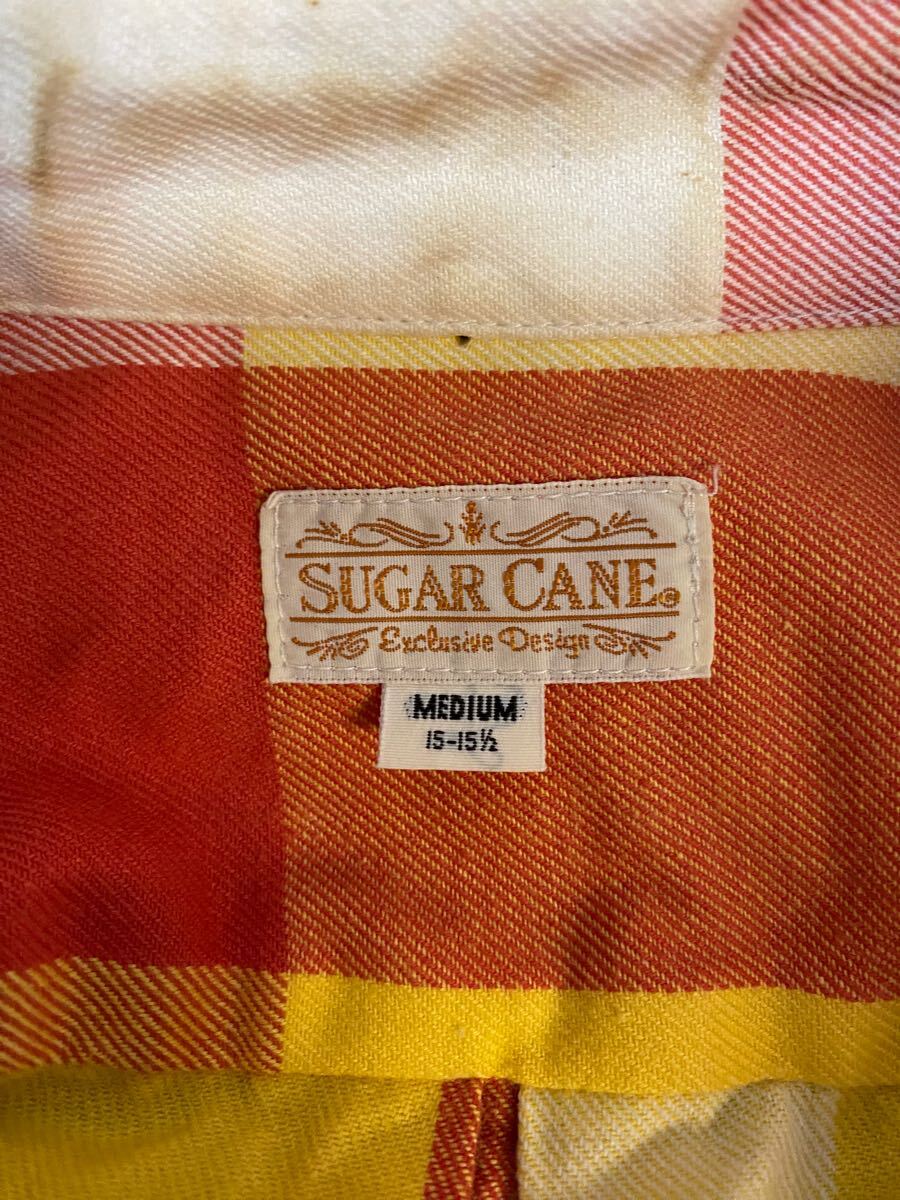 SUGAR CANE®
Exclusive Design
MEDIUM
15-15½